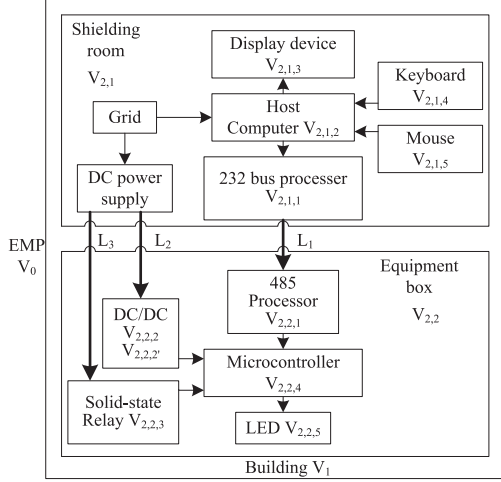 Shielding
room
V2,1
Display device
V2,1,3
Keyboard
V2,1,4
Grid
Host
Computer V2,1,2
Mouse
V2,1,5
DC power
supply
232 bus processer
V2,1,1
EMP
V0
L3
L2
L1
Equipment
box
V2,2
485
Processor
V2,2,1
DC/DC
V2,2,2
V2,2,2'
Microcontroller
V2,2,4
Solid-state
Relay V2,2,3
LED V2,2,5
Building V1